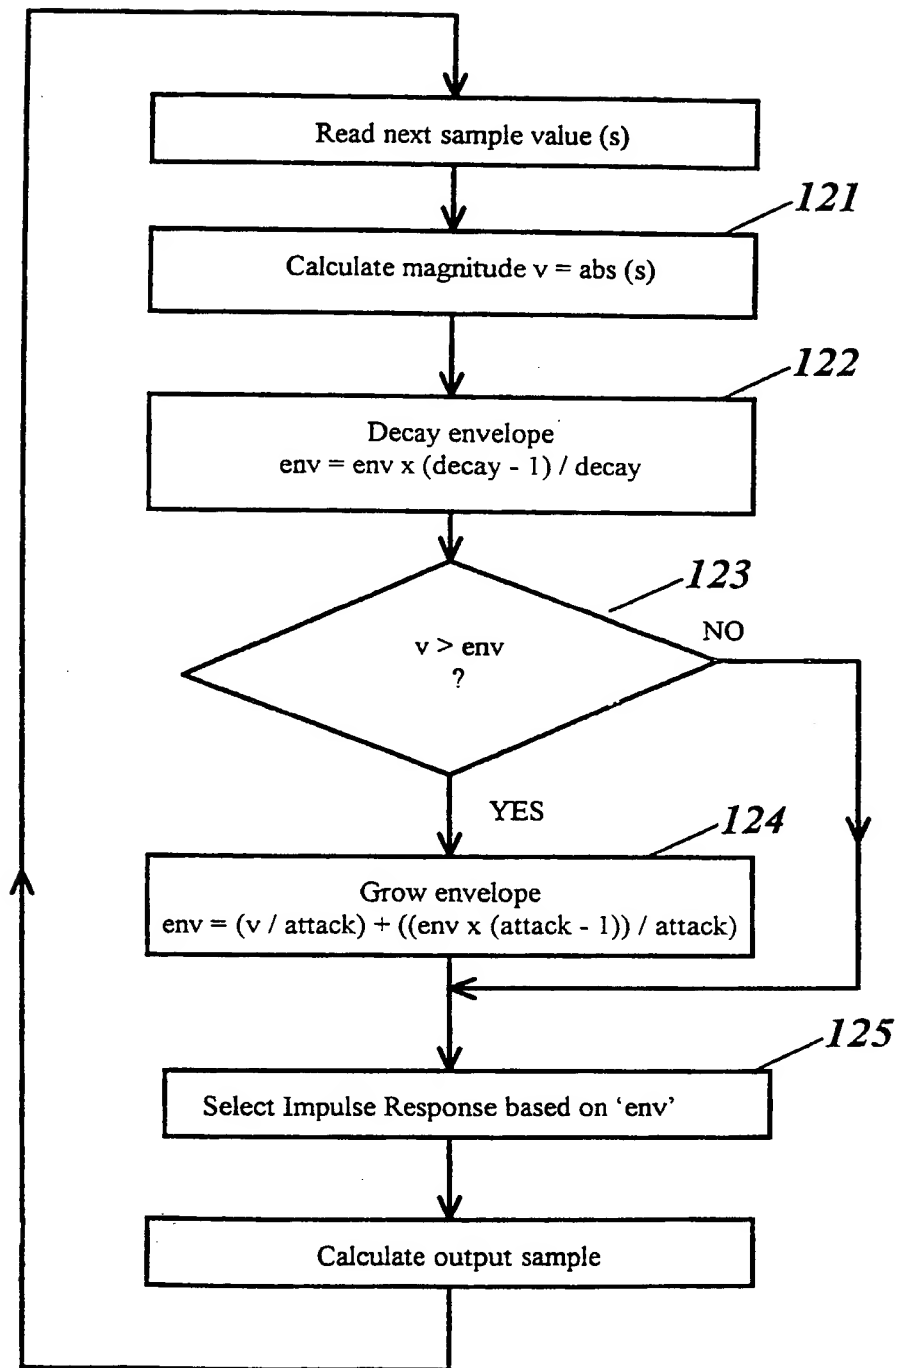 Read next sample value (s)
121
Calculate magnitude v = abs (s)
122
Decay envelope
env = env x (decay - 1) / decay
123
NO
v > env
?
YES
124
Grow envelope
env = (v / attack) + ((env x (attack - 1)) / attack)
125
Select Impulse Response based on ‘env’
Calculate output sample